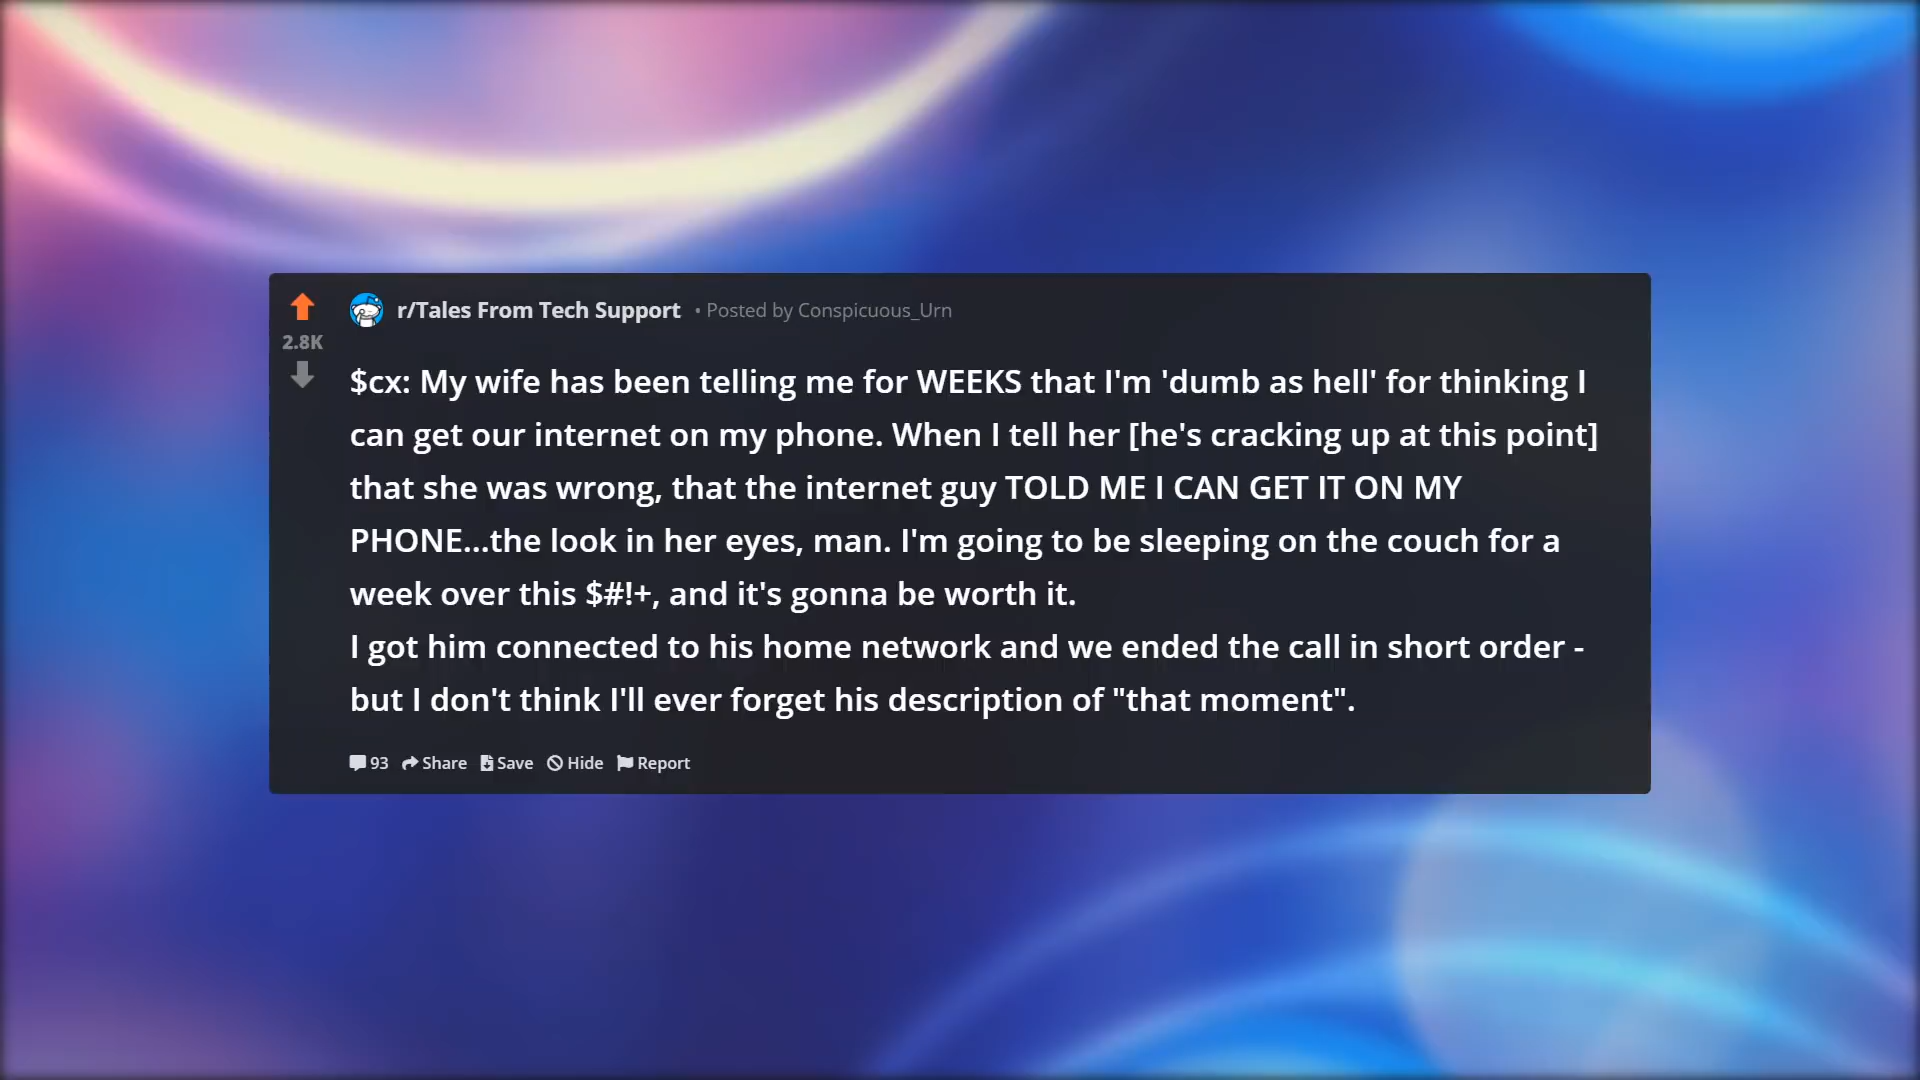 r/Tales From Tech Support • Posted by Conspicuous_Urn
2.8K
$cx: My wife has been telling me for WEEKS that I'm 'dumb as hell' for thinking I
can get our internet on my phone. When I tell her [he's cracking up at this point]
that she was wrong, that the internet guy TOLD ME I CAN GET IT ON MY
PHONE...the look in her eyes, man. I'm going to be sleeping on the couch for a
week over this $#!+, and it's gonna be worth it.
I got him connected to his home network and we ended the call in short order -
but I don't think I'll ever forget his description of "that moment".
93 Share Save Hide Report